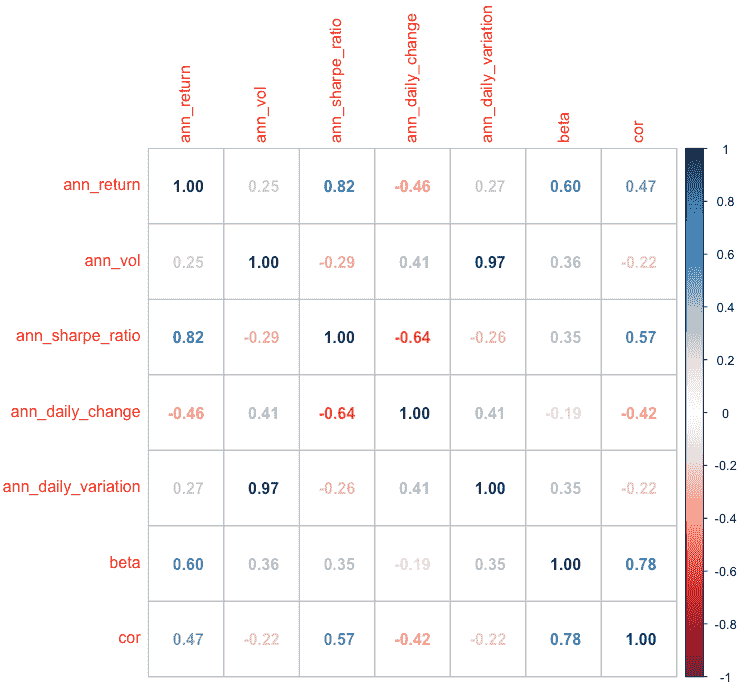 ann_return
ann_vol
ann_sharpe_ratio
ann_daily_change
ann_daily_variation
beta
cor
ann_return 1.00 0.25 0.82 -0.46 0.27 0.60 0.47
ann_vol 0.25 1.00 -0.29 0.41 0.97 0.36 -0.22
ann_sharpe_ratio 0.82 -0.29 1.00 -0.64 -0.26 0.35 0.57
ann_daily_change -0.46 0.41 -0.64 1.00 0.41 -0.19 -0.42
ann_daily_variation 0.27 0.97 -0.26 0.41 1.00 0.35 -0.22
beta 0.60 0.36 0.35 -0.19 0.35 1.00 0.78
cor 0.47 -0.22 0.57 -0.42 -0.22 0.78 1.00
1
0.8
0.6
0.4
0.2
0
-0.2
-0.4
-0.6
-0.8
-1